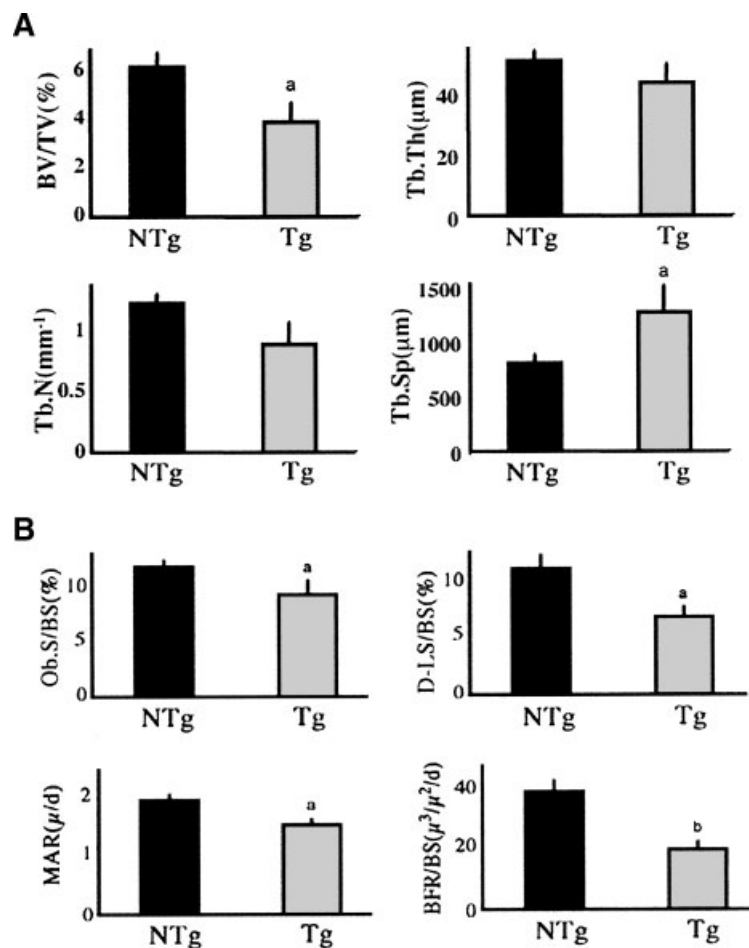 A
BV/TV(%)
6
4
2
0
a
NTg
Tg
Tb.Th(μm)
40
20
0
NTg
Tg
Tb.N(mm⁻¹)
1
0.5
0
NTg
Tg
Tb.Sp(μm)
1500
1000
500
0
a
NTg
Tg
B
Ob.S/BS(%)
10
5
0
a
NTg
Tg
D-LS/BS(%)
10
5
0
a
NTg
Tg
MAR(μ/d)
2
1
0
a
NTg
Tg
BFR/BS(μ³/μ²/d)
40
20
0
b
NTg
Tg